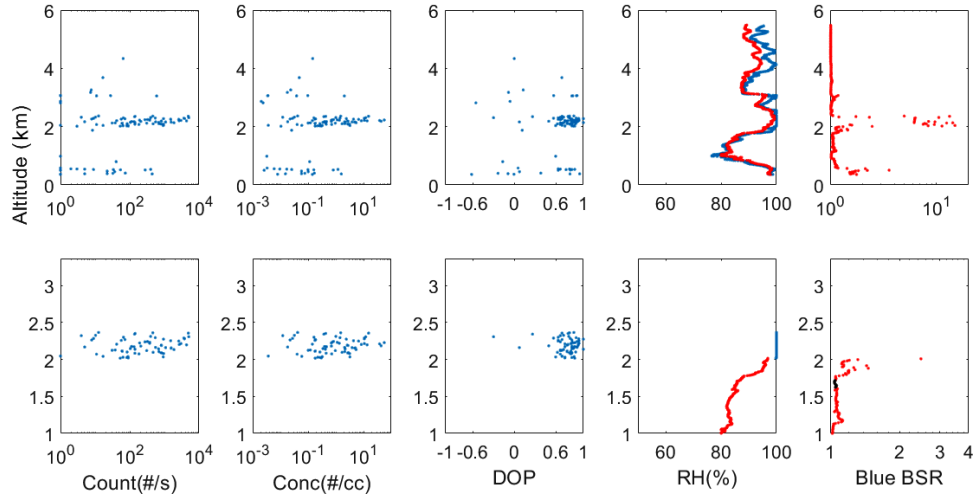 6 6 6 6 6
4 4 4 4 4
2 2 2 2 2
0 0 0 0 0
Altitude (km)
10^0 10^2 10^4 10^-3 10^-1 10^1 -1 -0.6 0 0.6 1 60 80 100 10^0 10^1
3 3 3 3 3
2.5 2.5 2.5 2.5 2.5
2 2 2 2 2
1.5 1.5 1.5 1.5 1.5
1 1 1 1 1
10^0 10^2 10^4 10^-3 10^-1 10^1 -1 -0.6 0 0.6 1 60 80 100 1 2 3 4
Count(#/s) Conc(#/cc) DOP RH(%) Blue BSR